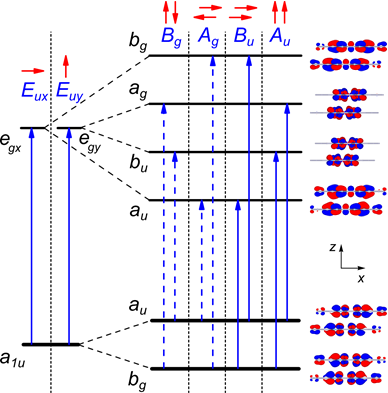 b_g B_g A_g B_u A_u
E_ux E_uy a_g
e_gx e_gy
b_u
a_u
z
x
a_u
a_1u
b_g